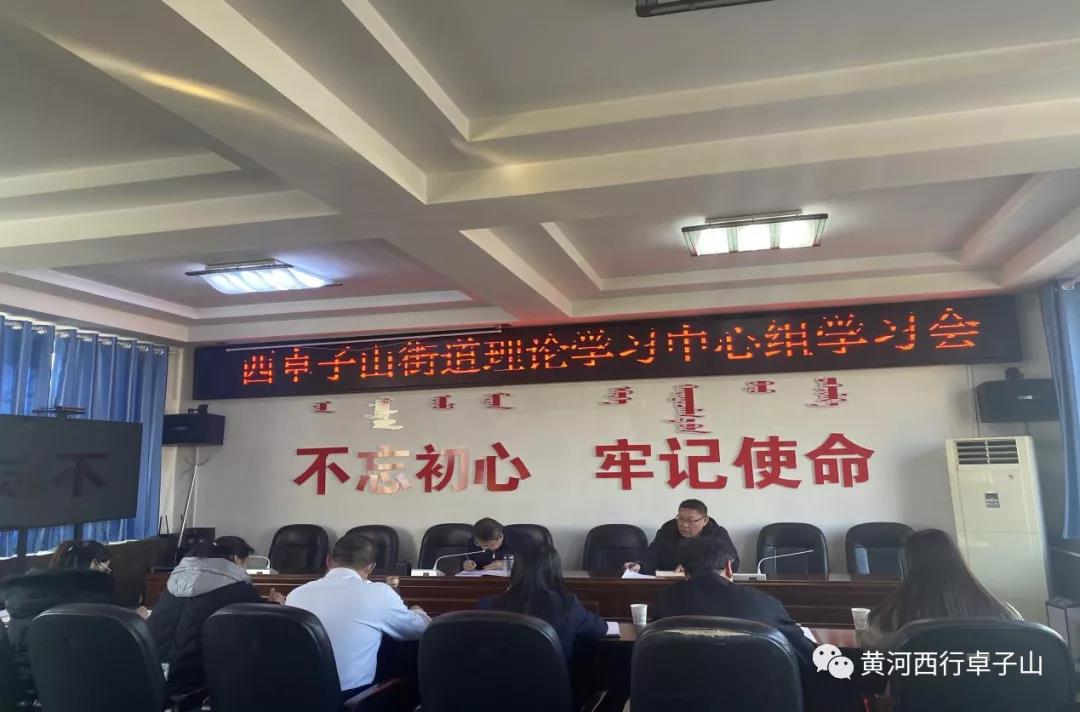 西卓子山街道理论学习中心组学习会
不忘初心 牢记使命
黄河西行卓子山